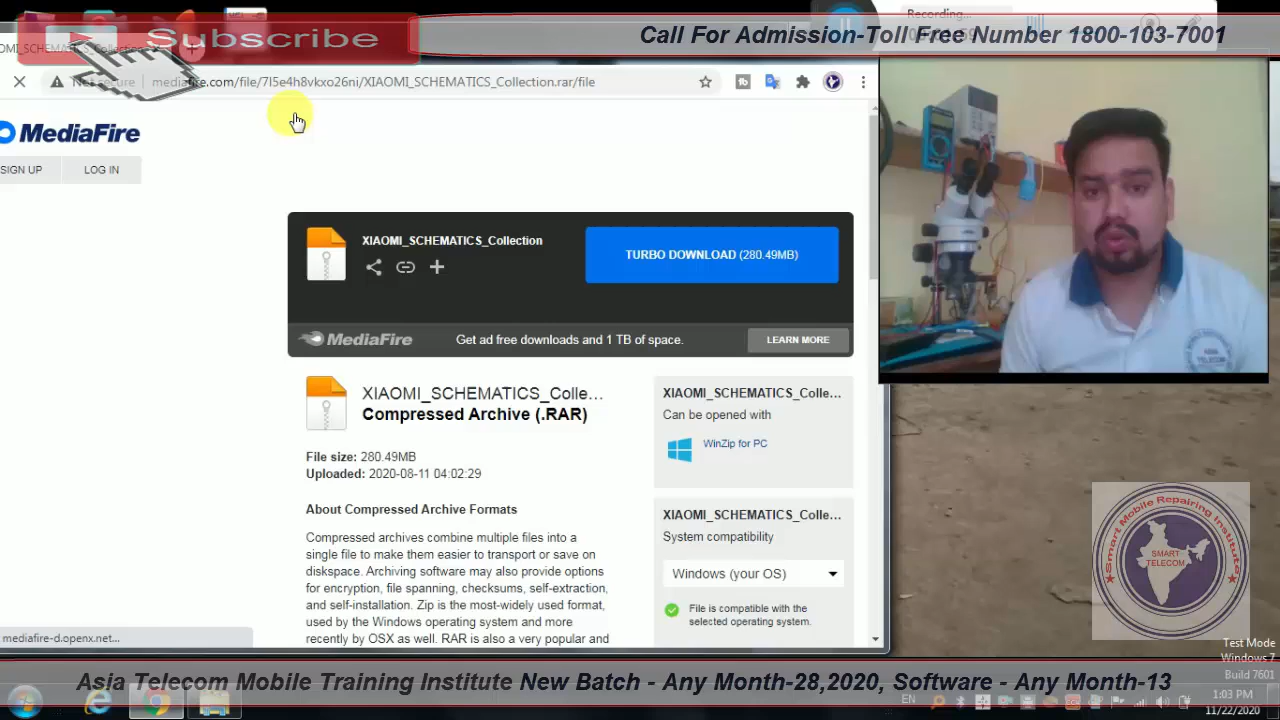 Subscribe
Call For Admission-Toll Free Number 1800-103-7001
Recording...
Not secure
mediafire.com/file/7l5e4h8vkxo26ni/XIAOMI_SCHEMATICS_Collection.rar/file
MediaFire
SIGN UP
LOG IN
XIAOMI_SCHEMATICS_Collection
TURBO DOWNLOAD (280.49MB)
MediaFire
Get ad free downloads and 1 TB of space.
LEARN MORE
XIAOMI_SCHEMATICS_Colle...
Compressed Archive (.RAR)
File size: 280.49MB
Uploaded: 2020-08-11 04:02:29
About Compressed Archive Formats
Compressed archives combine multiple files into a
single file to make them easier to transport or save on
diskspace. Archiving software may also provide options
for encryption, file spanning, checksums, self-extraction,
and self-installation. Zip is the most-widely used format,
used by the Windows operating system and more
recently by OSX as well. RAR is also a very popular and
XIAOMI_SCHEMATICS_Colle...
Can be opened with
WinZip for PC
XIAOMI_SCHEMATICS_Colle...
System compatibility
Windows (your OS)
File is compatible with the
selected operating system.
mediafire-d.openx.net...
ASIA
TELECOM
Smart Mobile Repairing Institute
SMART
TELECOM
Test Mode
Windows 7
Build 7601
Asia Telecom Mobile Training Institute New Batch - Any Month-28,2020, Software - Any Month-13
EN
1:03 PM
11/22/2020